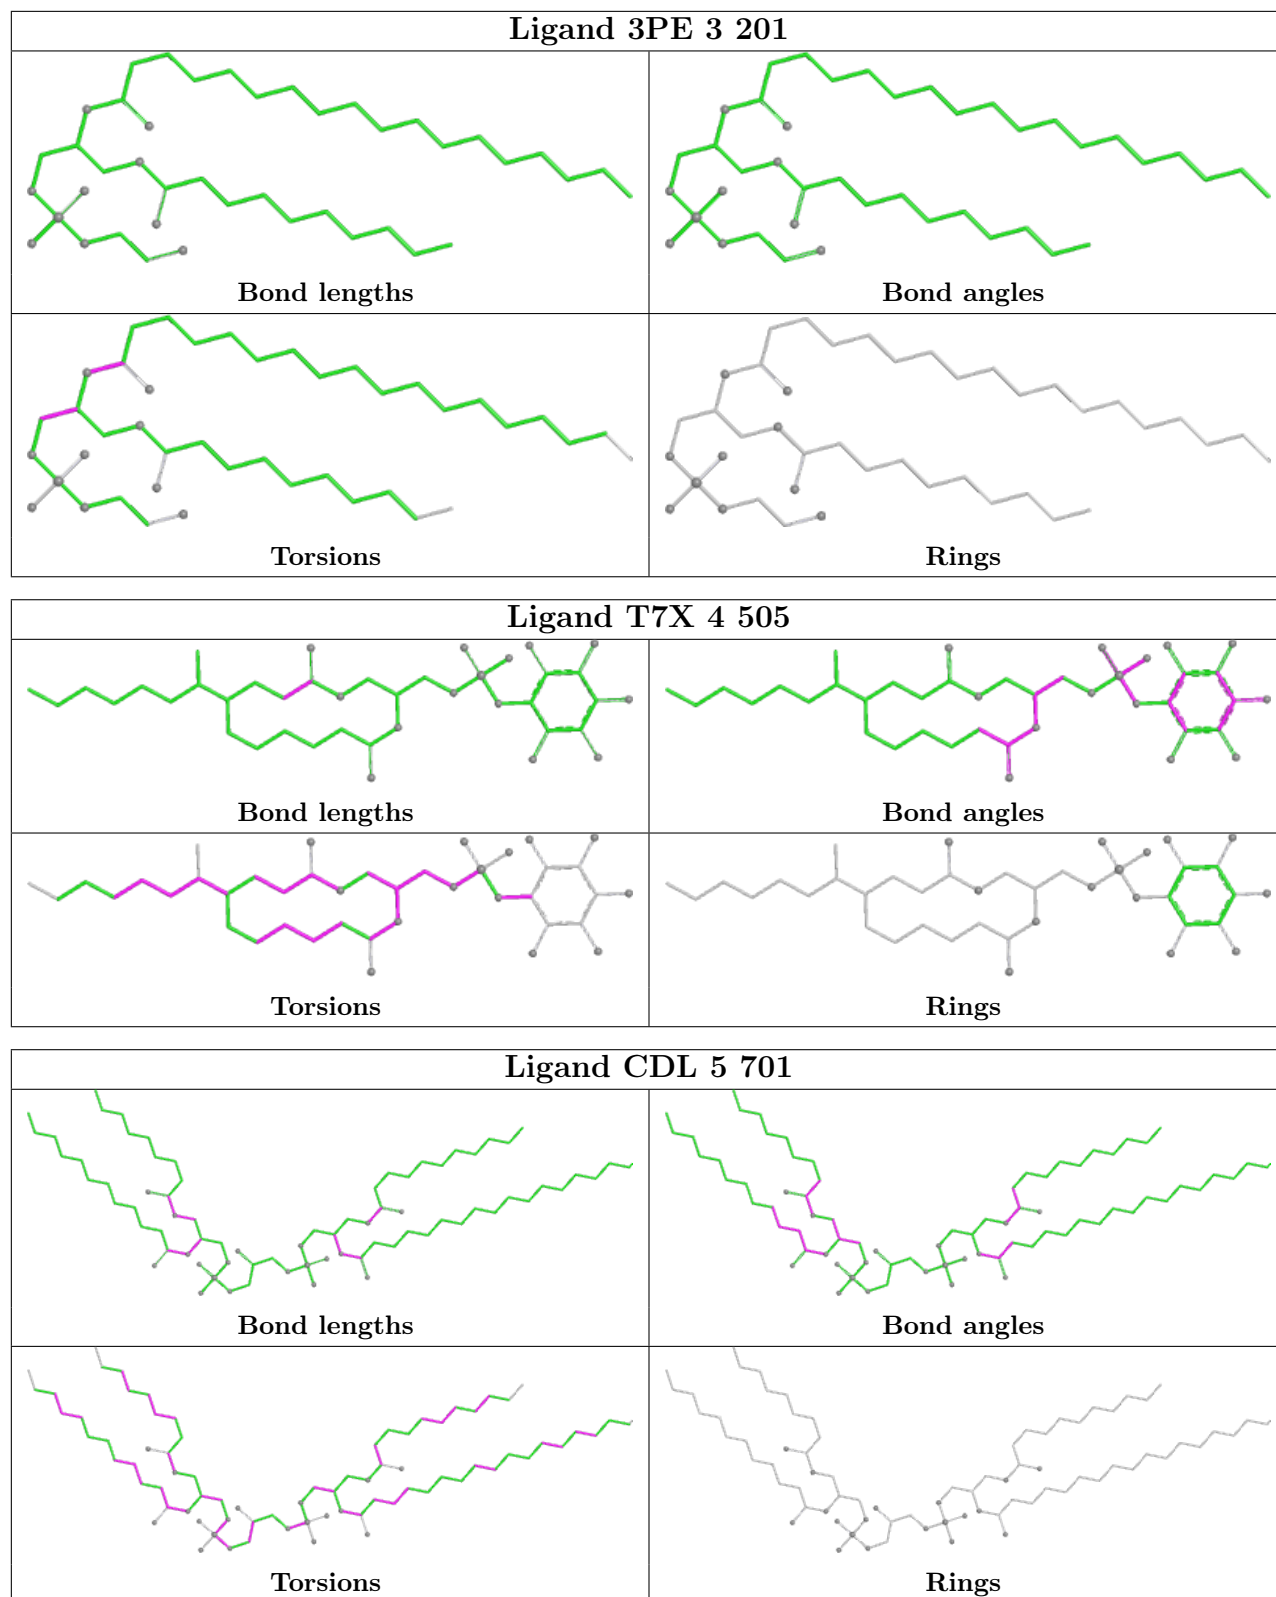 Ligand 3PE 3 201
Bond lengths
Bond angles
Torsions
Rings
Ligand T7X 4 505
Bond lengths
Bond angles
Torsions
Rings
Ligand CDL 5 701
Bond lengths
Bond angles
Torsions
Rings